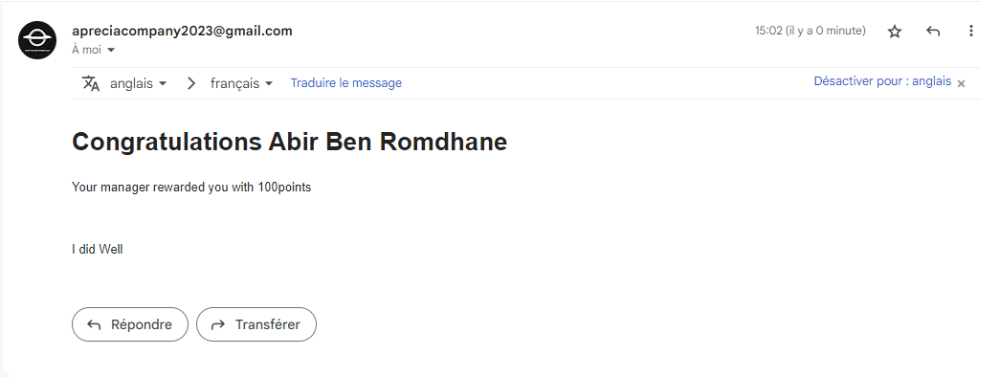 apreciacompany2023@gmail.com
15:02 (il y a 0 minute)
À moi
anglais
français
Traduire le message
Désactiver pour : anglais
Congratulations Abir Ben Romdhane
Your manager rewarded you with 100points
I did Well
Répondre
Transférer